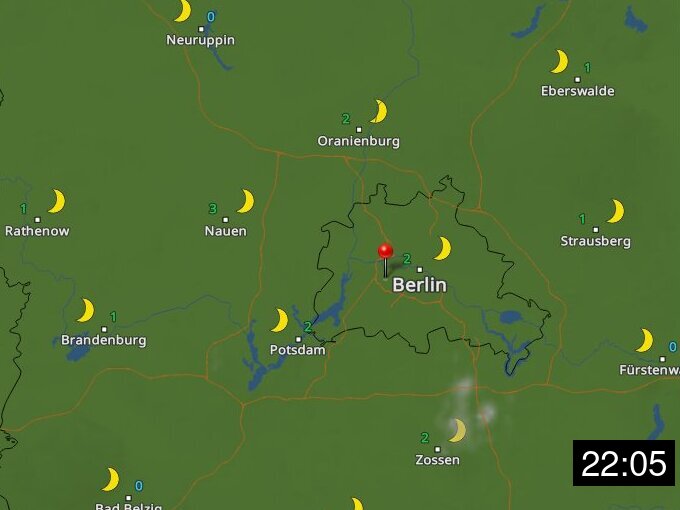 0
Neuruppin
1
Eberswalde
2
Oranienburg
1
Rathenow
3
Nauen
1
Strausberg
2
Berlin
1
Brandenburg
2
Potsdam
0
Fürstenwa
2
Zossen
22:05
0
Bad Belzig